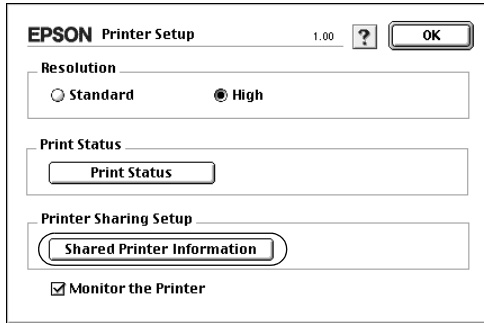 EPSON Printer Setup 1.00 ? OK
Resolution
Standard High
Print Status
Print Status
Printer Sharing Setup
Shared Printer Information
Monitor the Printer